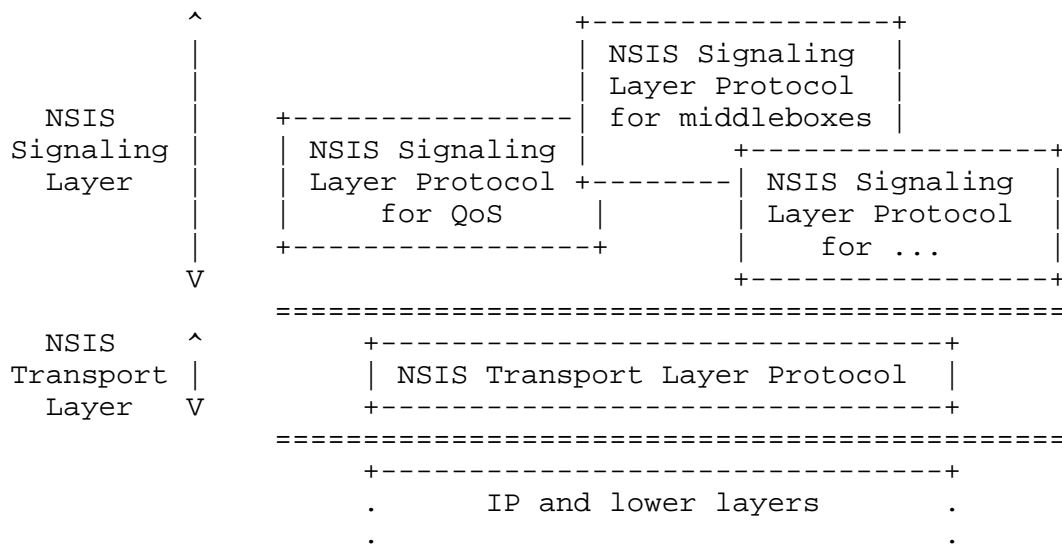 NSIS Signaling
Layer Protocol
for middleboxes
NSIS
Signaling
Layer
NSIS Signaling
Layer Protocol
for QoS
NSIS Signaling
Layer Protocol
for ...
NSIS
Transport
Layer
NSIS Transport Layer Protocol
IP and lower layers